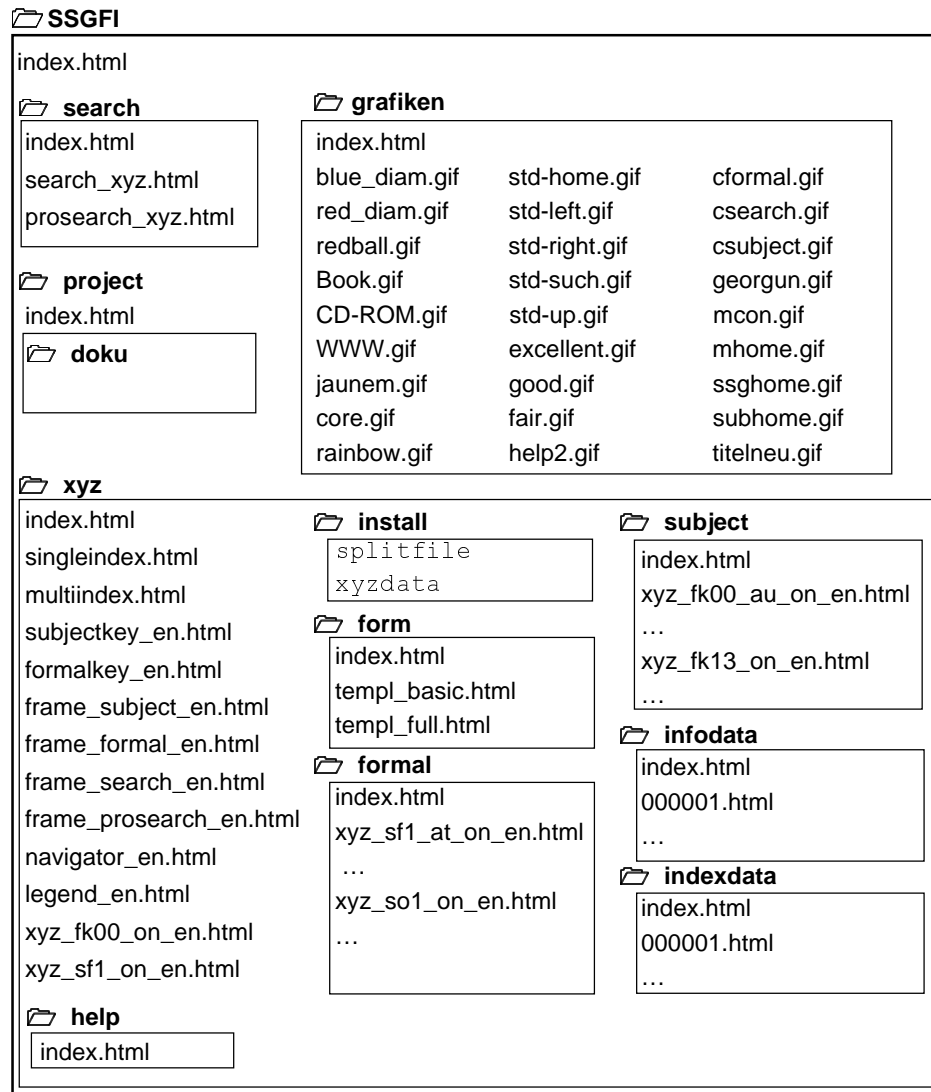 SSGFI
index.html
search
index.html
search_xyz.html
prosearch_xyz.html
grafiken
index.html
blue_diam.gif std-home.gif cformal.gif
red_diam.gif std-left.gif csearch.gif
redball.gif std-right.gif csubject.gif
Book.gif std-such.gif georgun.gif
CD-ROM.gif std-up.gif mcon.gif
WWW.gif excellent.gif mhome.gif
jaunem.gif good.gif ssghome.gif
core.gif fair.gif subhome.gif
rainbow.gif help2.gif titelneu.gif
project
index.html
doku
xyz
index.html
singleindex.html
multiindex.html
subjectkey_en.html
formalkey_en.html
frame_subject_en.html
frame_formal_en.html
frame_search_en.html
frame_prosearch_en.html
navigator_en.html
legend_en.html
xyz_fk00_on_en.html
xyz_sf1_on_en.html
help
index.html
install
splitfile
xyzdata
form
index.html
templ_basic.html
templ_full.html
formal
index.html
xyz_sf1_at_on_en.html
…
xyz_so1_on_en.html
…
subject
index.html
xyz_fk00_au_on_en.html
…
xyz_fk13_on_en.html
…
infodata
index.html
000001.html
…
indexdata
index.html
000001.html
…